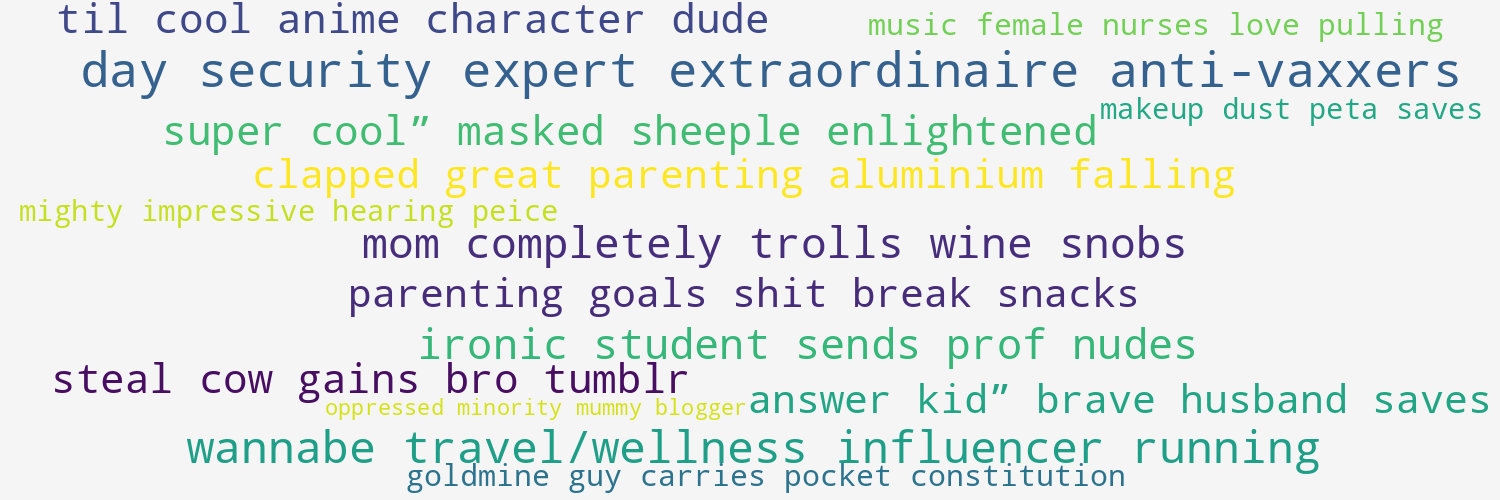 til cool anime character dude
music female nurses love pulling
day security expert extraordinaire anti-vaxxers
makeup dust peta saves
super cool” masked sheeple enlightened
clapped great parenting aluminium falling
mighty impressive hearing peice
mom completely trolls wine snobs
parenting goals shit break snacks
ironic student sends prof nudes
steal cow gains bro tumblr
oppressed minority mummy blogger
answer kid” brave husband saves
wannabe travel/wellness influencer running
goldmine guy carries pocket constitution